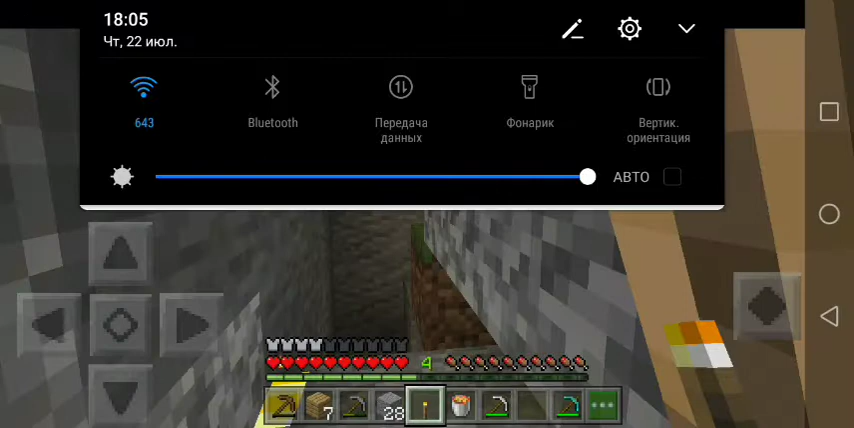 18:05
Чт, 22 июл.
643
Bluetooth
Передача
данных
Фонарик
Вертик.
ориентация
АВТО
4
7
28